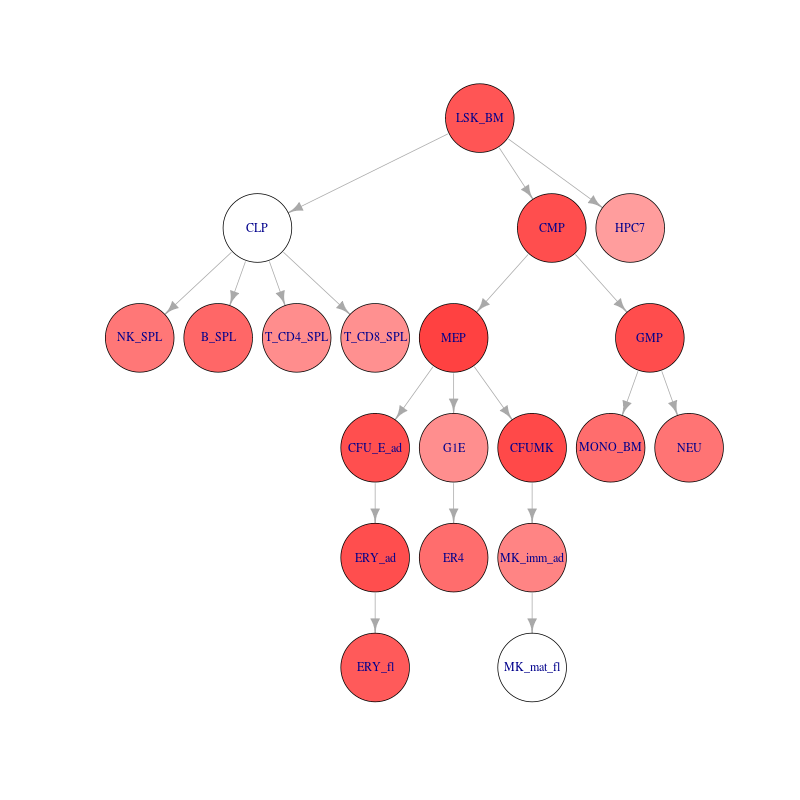 LSK_BM
CLP
CMP
HPC7
NK_SPL
B_SPL
T_CD4_SPL
T_CD8_SPL
MEP
GMP
CFU_E_ad
G1E
CFUMK
MONO_BM
NEU
ERY_ad
ER4
MK_imm_ad
ERY_fl
MK_mat_fl